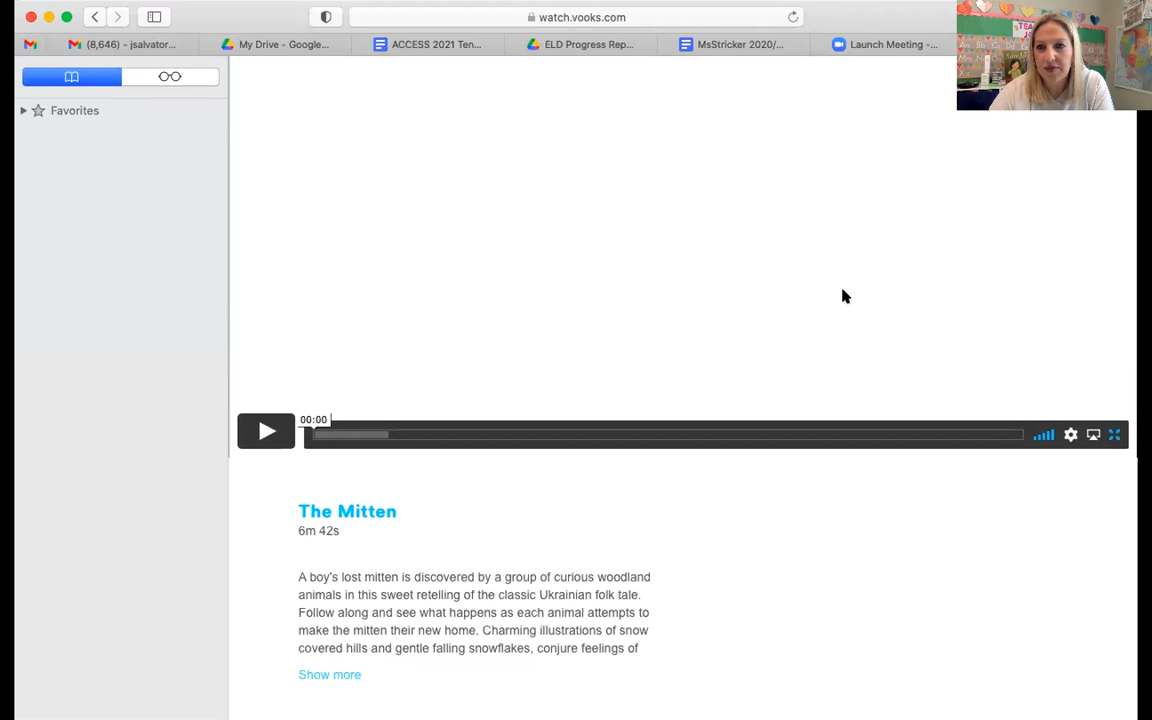 watch.vooks.com
(8,646) - jsalvator...
My Drive - Google...
ACCESS 2021 Ten...
ELD Progress Rep...
MsStricker 2020/...
Launch Meeting -...
Favorites
00:00
The Mitten
6m 42s
A boy's lost mitten is discovered by a group of curious woodland
animals in this sweet retelling of the classic Ukrainian folk tale.
Follow along and see what happens as each animal attempts to
make the mitten their new home. Charming illustrations of snow
covered hills and gentle falling snowflakes, conjure feelings of
Show more